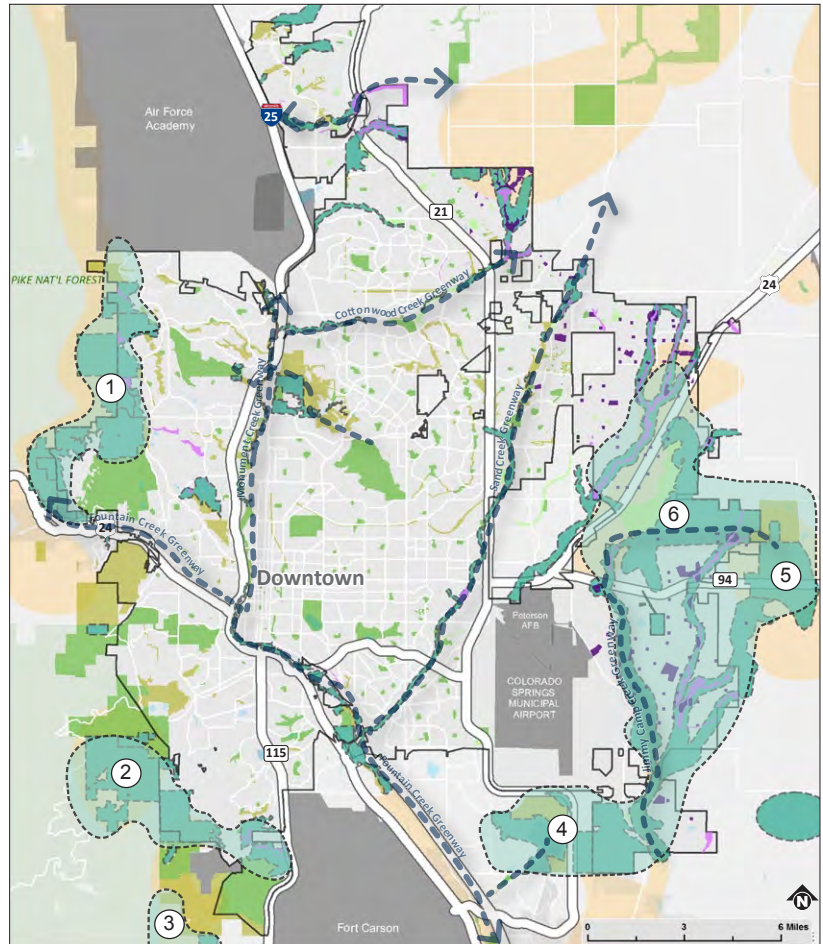 Air Force
Academy
25
21
24
PIKE NAT'L FOREST
Cottonwood Creek Greenway
1
Monument Creek Greenway
Sand Creek Greenway
6
Fountain Creek Greenway
24
Downtown
94
5
Peterson
AFB
COLORADO
SPRINGS
MUNICIPAL
AIRPORT
Jimmy Camp Creek Greenway
115
2
Fountain Creek Greenway
4
3
Fort Carson
N
0 3 6 Miles